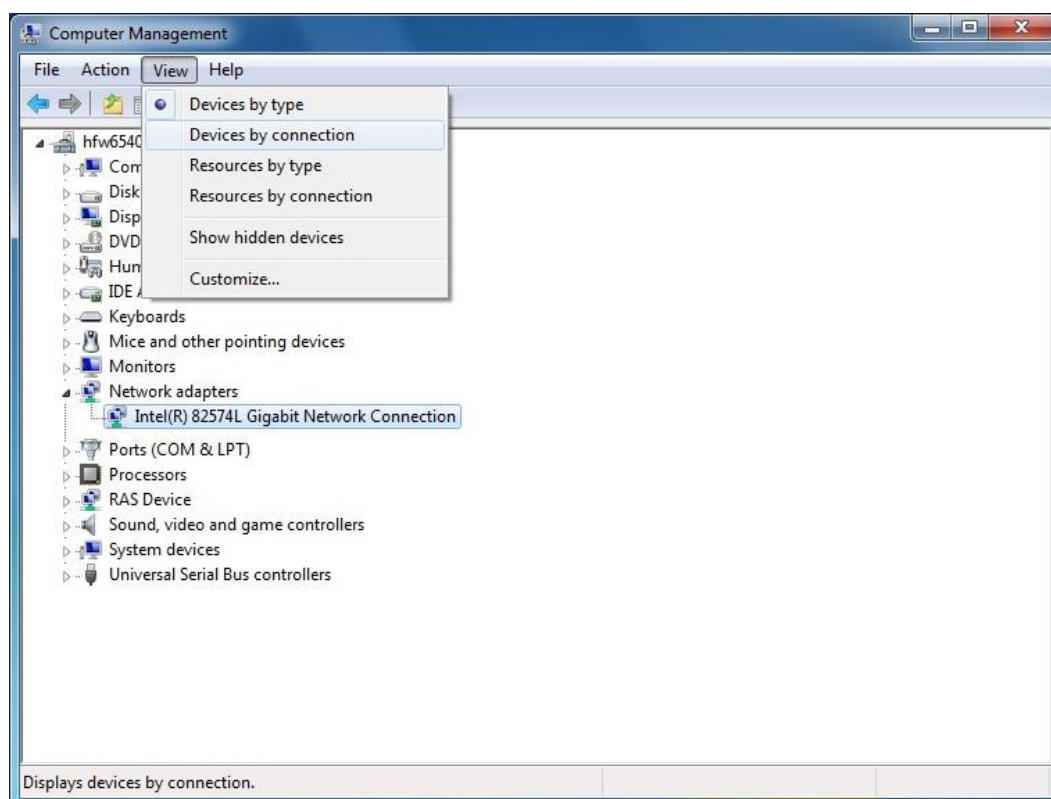 Computer Management
File Action View Help
Devices by type
Devices by connection
Resources by type
Resources by connection
Show hidden devices
Customize...
hfw6540
Com
Disk
Disp
DVD
Hum
IDE A
Keyboards
Mice and other pointing devices
Monitors
Network adapters
Intel(R) 82574L Gigabit Network Connection
Ports (COM & LPT)
Processors
RAS Device
Sound, video and game controllers
System devices
Universal Serial Bus controllers
Displays devices by connection.